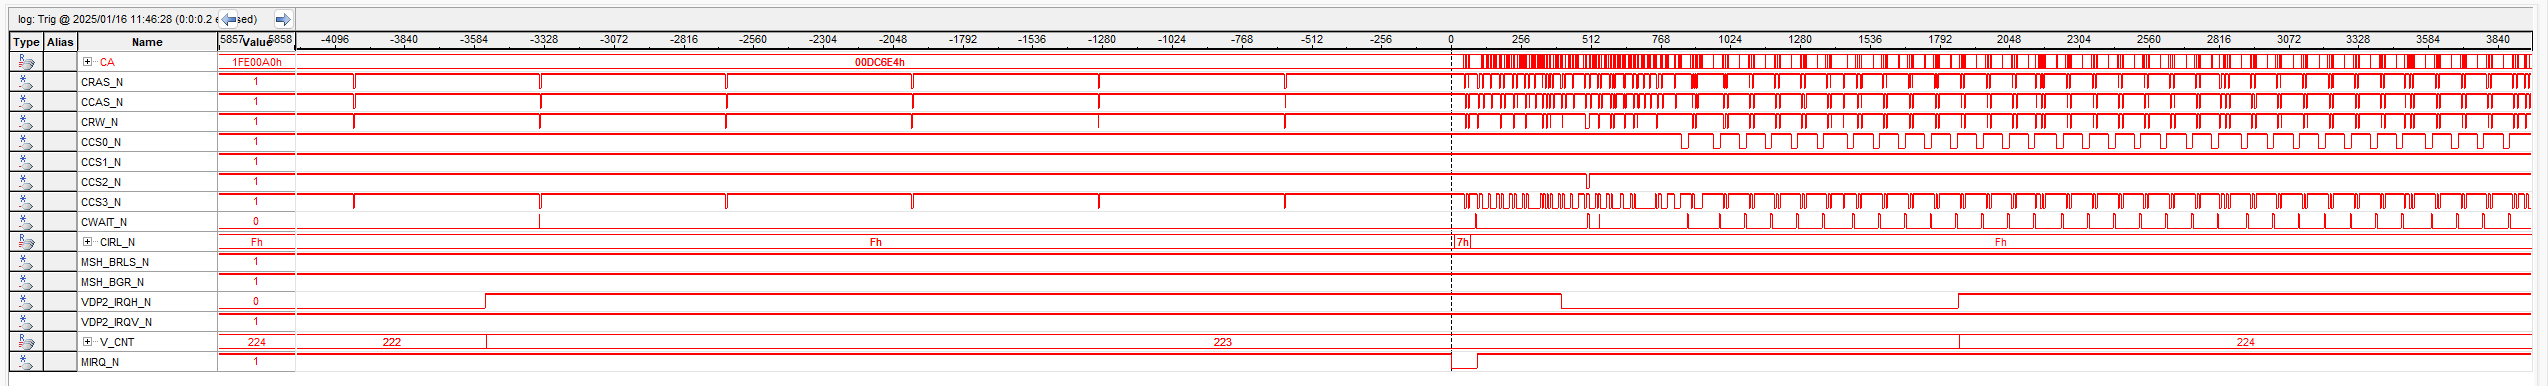 log: Trig @ 2025/01/16 11:46:28 (0:0:0.2 e sed)
Type Alias Name 5857 Value 5858 -4096 -3840 -3584 -3328 -3072 -2816 -2560 -2304 -2048 -1792 -1536 -1280 -1024 -768 -512 -256 0 256 512 768 1024 1280 1536 1792 2048 2304 2560 2816 3072 3328 3584 3840
CA 1FE00A0h 00DC6E4h
CRAS_N 1
CCAS_N 1
CRW_N 1
CCS0_N 1
CCS1_N 1
CCS2_N 1
CCS3_N 1
CWAIT_N 0
CIRL_N Fh Fh 7h Fh
MSH_BRLS_N 1
MSH_BGR_N 1
VDP2_IRQH_N 0
VDP2_IRQV_N 1
V_CNT 224 222 223 224
MIRQ_N 1